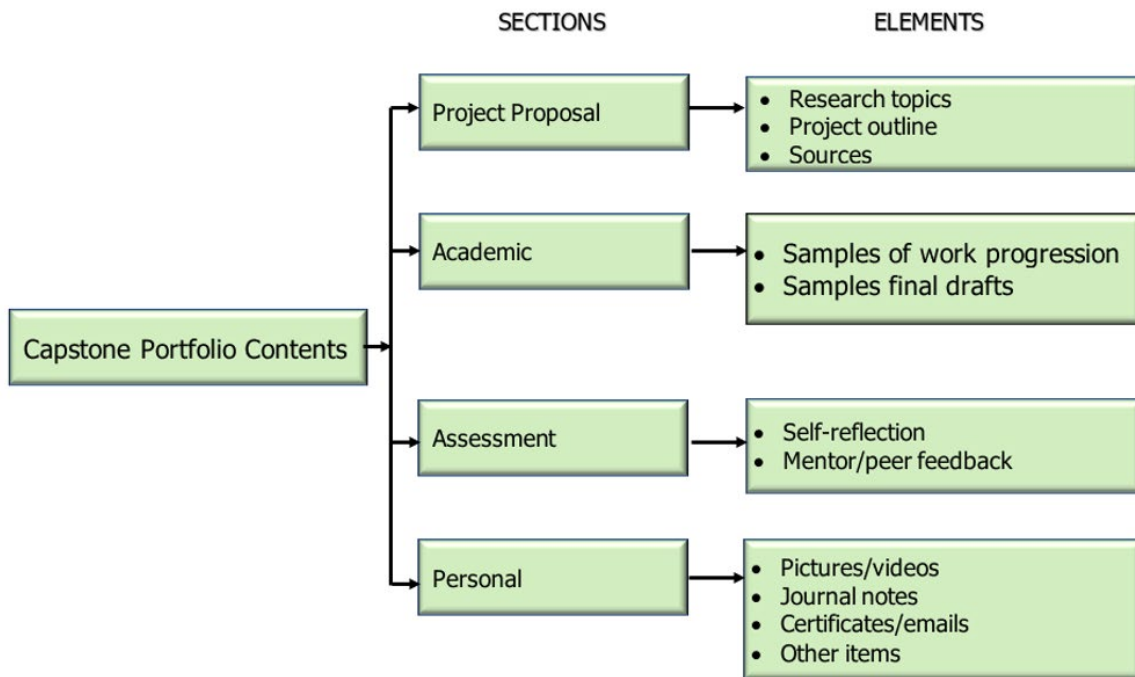 SECTIONS
ELEMENTS
Project Proposal
• Research topics
• Project outline
• Sources
Academic
• Samples of work progression
• Samples final drafts
Capstone Portfolio Contents
Assessment
• Self-reflection
• Mentor/peer feedback
Personal
• Pictures/videos
• Journal notes
• Certificates/emails
• Other items